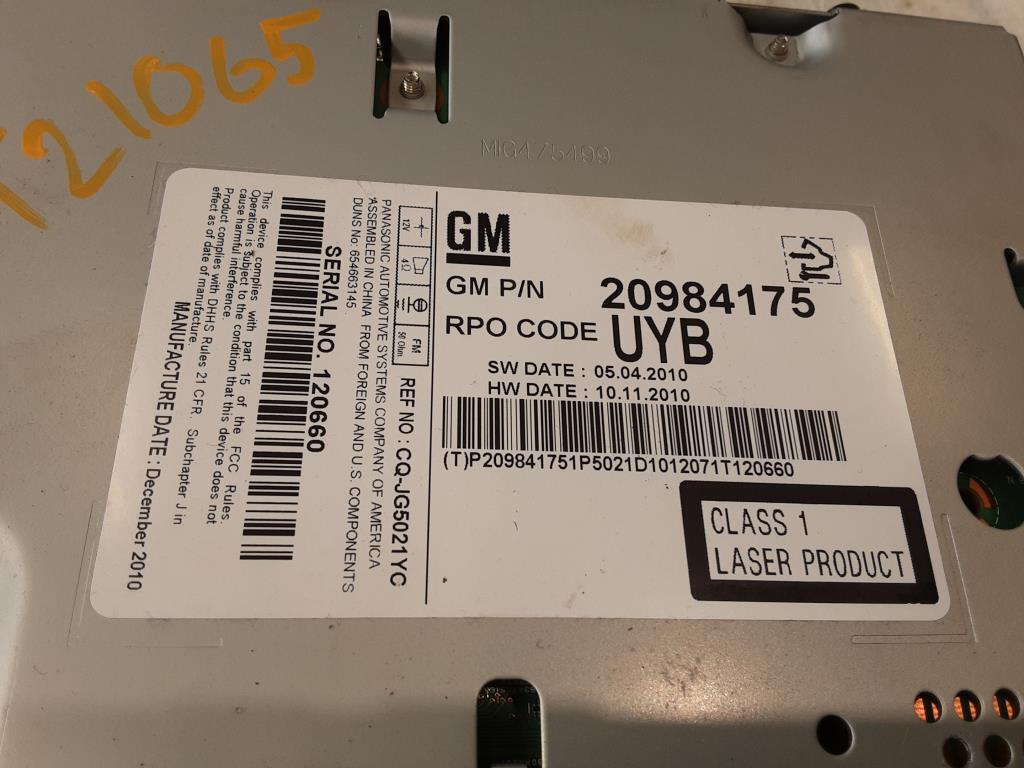 T21065
MIG475499
GM
GM P/N 20984175
RPO CODE UYB
SW DATE : 05.04.2010
HW DATE : 10.11.2010
(T)P209841751P5021D1012071T120660
CLASS 1
LASER PRODUCT
12V 4Ω FM 50 Ohm
REF NO : CQ-JG5021YC
PANASONIC AUTOMOTIVE SYSTEMS COMPANY OF AMERICA
ASSEMBLED IN CHINA FROM FOREIGN AND U.S. COMPONENTS
DUNS No: 654663145
SERIAL NO. 120660
This device complies with part 15 of the FCC Rules.
Operation is subject to the condition that this device does not
cause harmful interference.
Product complies with DHHS Rules 21 CFR. Subchapter J in
effect as of date of manufacture.
MANUFACTURE DATE : December 2010